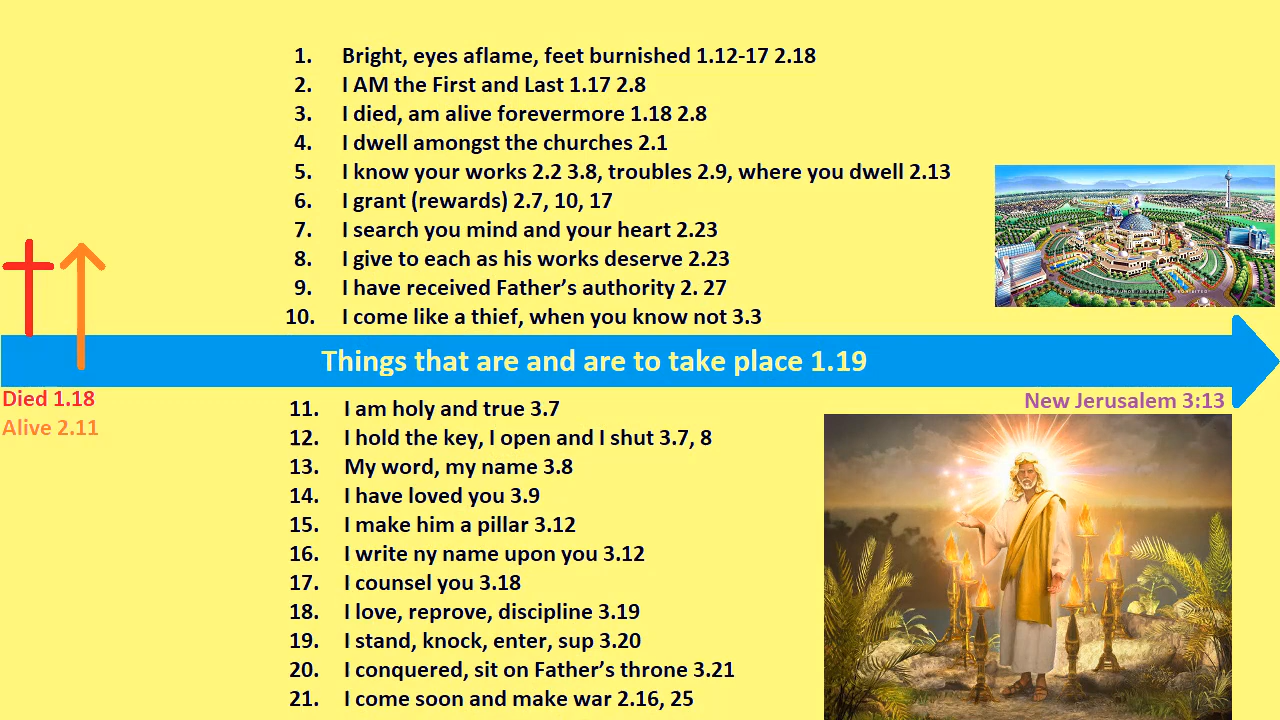 1. Bright, eyes aflame, feet burnished 1.12-17 2.18
2. I AM the First and Last 1.17 2.8
3. I died, am alive forevermore 1.18 2.8
4. I dwell amongst the churches 2.1
5. I know your works 2.2 3.8, troubles 2.9, where you dwell 2.13
6. I grant (rewards) 2.7, 10, 17
7. I search you mind and your heart 2.23
8. I give to each as his works deserve 2.23
9. I have received Father’s authority 2. 27
10. I come like a thief, when you know not 3.3
Things that are and are to take place 1.19
Died 1.18
Alive 2.11
New Jerusalem 3:13
11. I am holy and true 3.7
12. I hold the key, I open and I shut 3.7, 8
13. My word, my name 3.8
14. I have loved you 3.9
15. I make him a pillar 3.12
16. I write ny name upon you 3.12
17. I counsel you 3.18
18. I love, reprove, discipline 3.19
19. I stand, knock, enter, sup 3.20
20. I conquered, sit on Father’s throne 3.21
21. I come soon and make war 2.16, 25